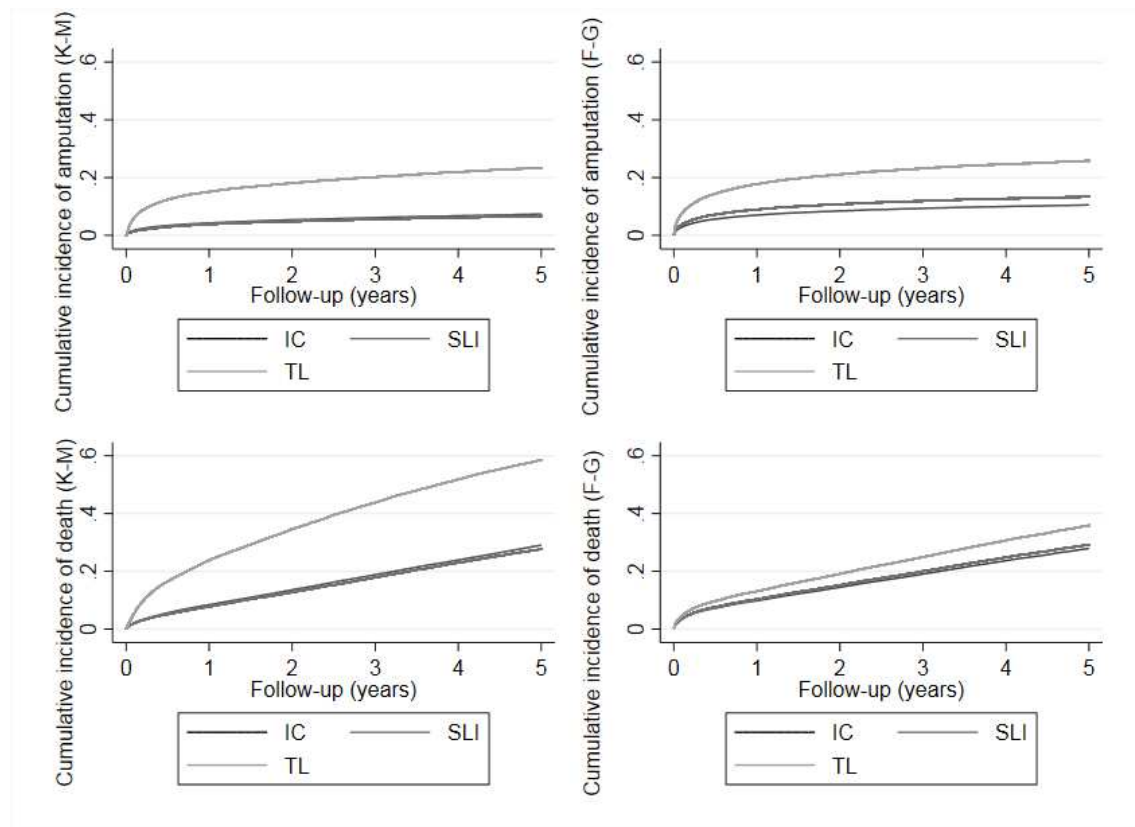 Cumulative incidence of amputation (K-M)
.6
.4
.2
0
0 1 2 3 4 5
Follow-up (years)
IC SLI
TL
Cumulative incidence of amputation (F-G)
.6
.4
.2
0
0 1 2 3 4 5
Follow-up (years)
IC SLI
TL
Cumulative incidence of death (K-M)
.6
.4
.2
0
0 1 2 3 4 5
Follow-up (years)
IC SLI
TL
Cumulative incidence of death (F-G)
.6
.4
.2
0
0 1 2 3 4 5
Follow-up (years)
IC SLI
TL